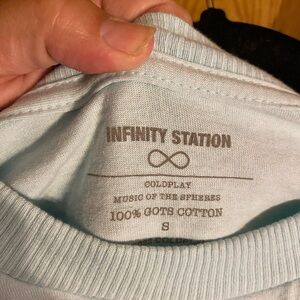 INFINITY STATION
COLDPLAY
MUSIC OF THE SPHERES
100% GOTS COTTON
S